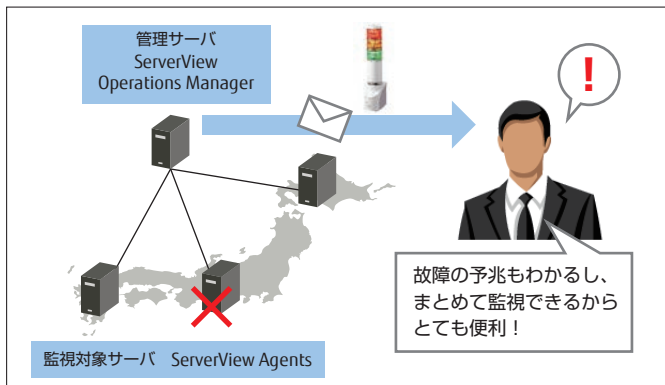 管理サーバ
ServerView
Operations Manager
!
故障の予兆もわかるし、
まとめて監視できるから
とても便利！
監視対象サーバ　ServerView Agents